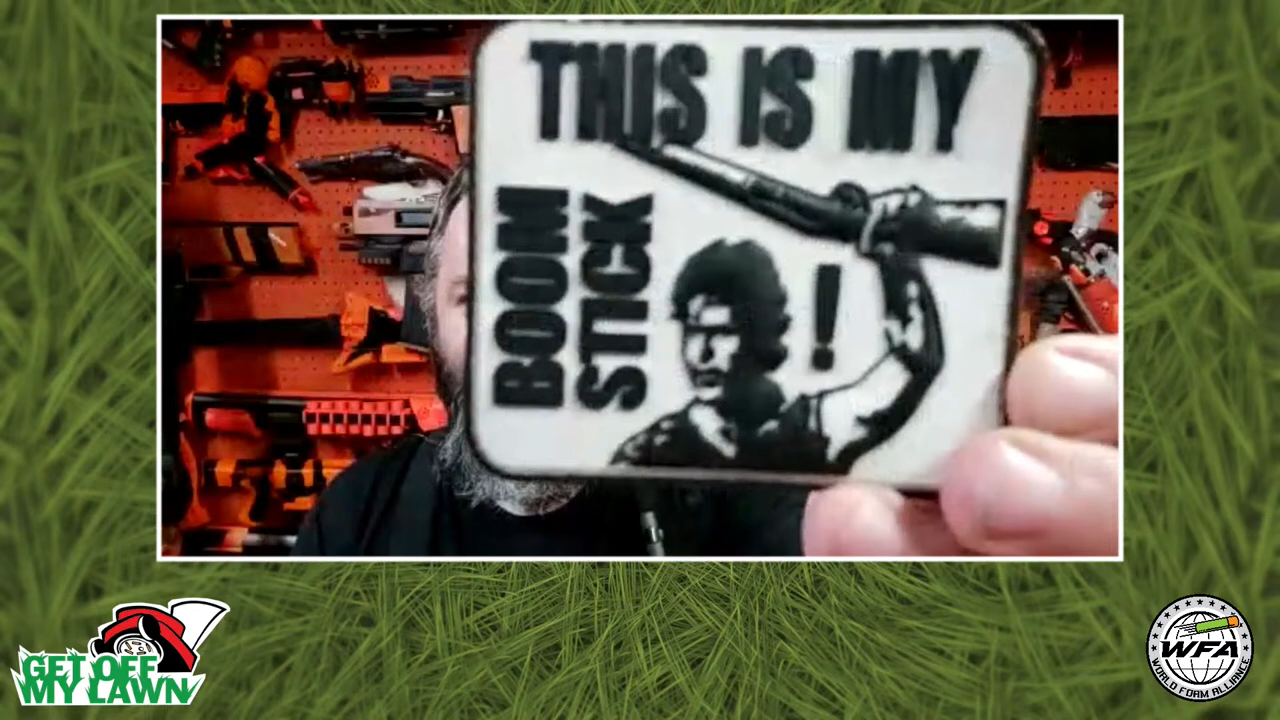 THIS IS MY
BOOM
STICK
!
GET OFF
MY LAWN
WFA
WORLD FOAM ALLIANCE